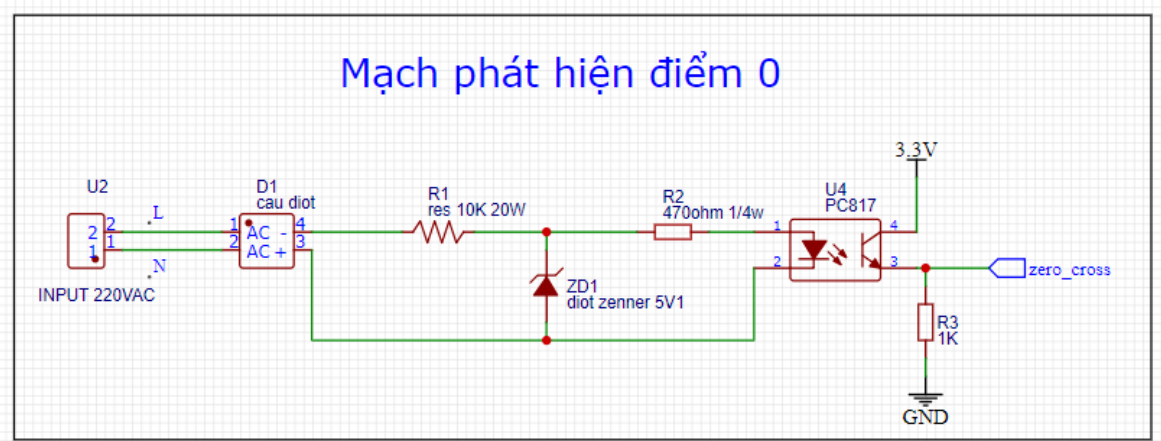 Mạch phát hiện điểm 0
U2
L
2
1
2
1
N
INPUT 220VAC
D1
cau diot
1
2
AC -
AC +
4
3
R1
res 10K 20W
ZD1
diot zenner 5V1
R2
470ohm 1/4w
U4
PC817
1
2
4
3
3.3V
zero_cross
R3
1K
GND